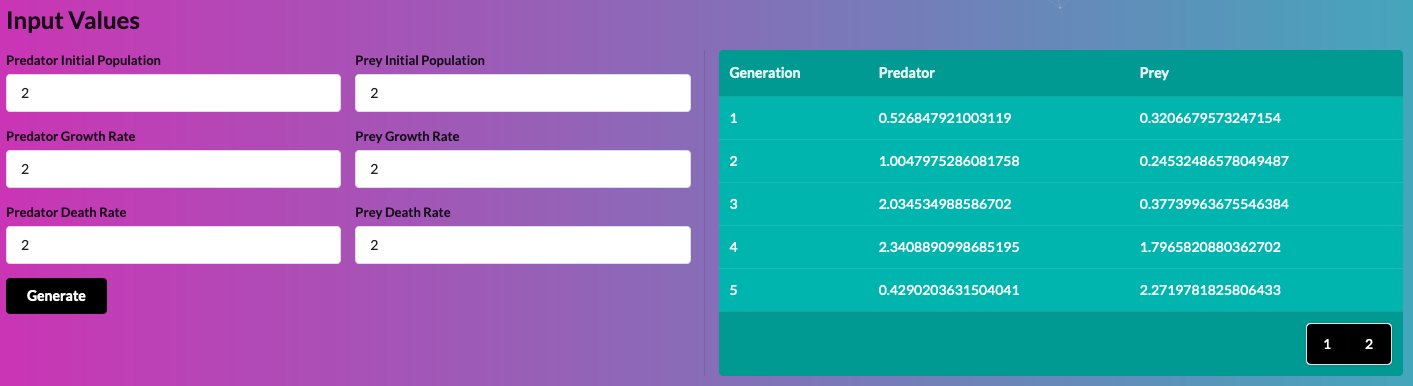 Input Values
Predator Initial Population Prey Initial Population
2 2
Predator Growth Rate Prey Growth Rate
2 2
Predator Death Rate Prey Death Rate
2 2
Generate
Generation Predator Prey
1 0.526847921003119 0.3206679573247154
2 1.0047975286081758 0.24532486578049487
3 2.034534988586702 0.37739963675546384
4 2.3408890998685195 1.7965820880362702
5 0.4290203631504041 2.2719781825806433
1 2